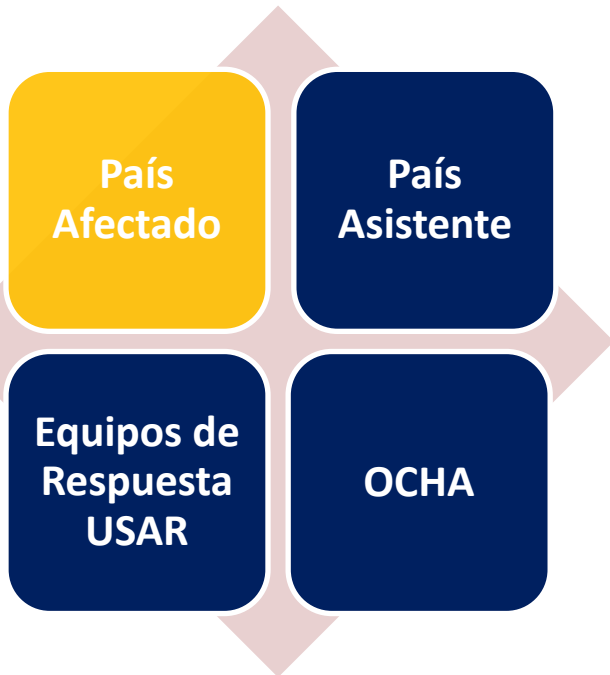 País
Afectado
País
Asistente
Equipos de
Respuesta
USAR
OCHA